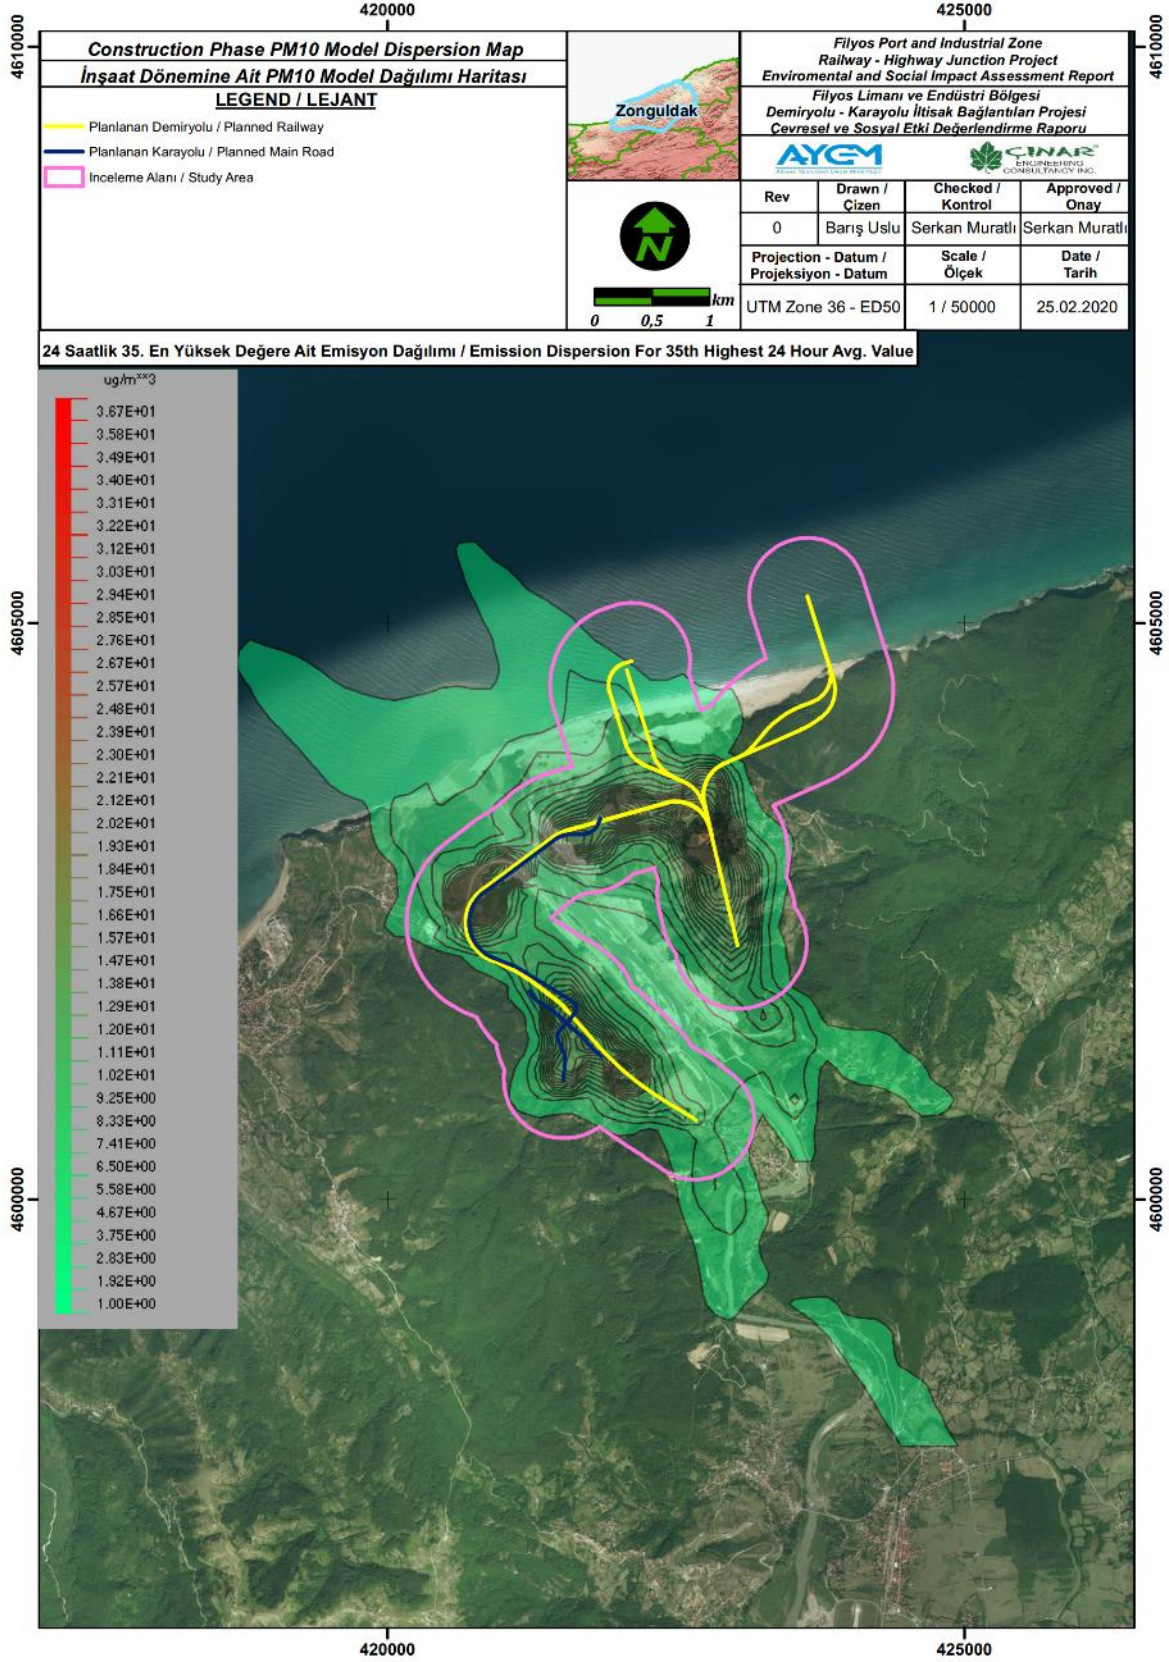 420000
425000
4610000
4610000
Construction Phase PM10 Model Dispersion Map
İnşaat Dönemine Ait PM10 Model Dağılımı Haritası
LEGEND / LEJANT
Planlanan Demiryolu / Planned Railway
Planlanan Karayolu / Planned Main Road
Inceleme Alanı / Study Area
Zonguldak
N
km
0 0,5 1
Filyos Port and Industrial Zone
Railway - Highway Junction Project
Enviromental and Social Impact Assessment Report
Filyos Limanı ve Endüstri Bölgesi
Demiryolu - Karayolu İltisak Bağlantıları Projesi
Çevresel ve Sosyal Etki Değerlendirme Raporu
AYGM
ÇINAR
ENGINEERING
CONSULTANCY INC.
Rev
Drawn /
Çizen
Checked /
Kontrol
Approved /
Onay
0
Barış Uslu
Serkan Muratlı
Serkan Muratlı
Projection - Datum /
Projeksiyon - Datum
Scale /
Ölçek
Date /
Tarih
UTM Zone 36 - ED50
1 / 50000
25.02.2020
24 Saatlik 35. En Yüksek Değere Ait Emisyon Dağılımı / Emission Dispersion For 35th Highest 24 Hour Avg. Value
ug/m**3
3.67E+01
3.58E+01
3.49E+01
3.40E+01
3.31E+01
3.22E+01
3.12E+01
3.03E+01
2.94E+01
2.85E+01
2.76E+01
2.67E+01
2.57E+01
2.48E+01
2.39E+01
2.30E+01
2.21E+01
2.12E+01
2.02E+01
1.93E+01
1.84E+01
1.75E+01
1.66E+01
1.57E+01
1.47E+01
1.38E+01
1.29E+01
1.20E+01
1.11E+01
1.02E+01
9.25E+00
8.33E+00
7.41E+00
6.50E+00
5.58E+00
4.67E+00
3.75E+00
2.83E+00
1.92E+00
1.00E+00
4605000
4605000
4600000
4600000
420000
425000